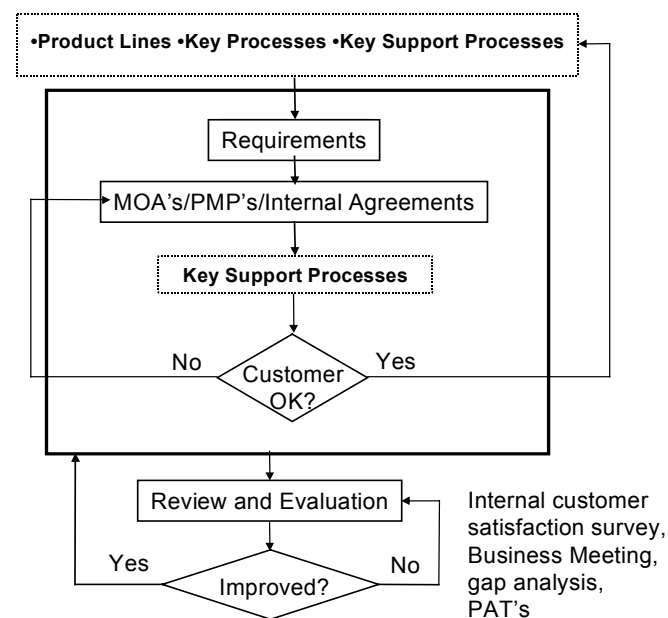 •Product Lines •Key Processes •Key Support Processes
Requirements
MOA's/PMP's/Internal Agreements
Key Support Processes
No
Yes
Customer
OK?
Review and Evaluation
Internal customer
satisfaction survey,
Business Meeting,
gap analysis,
PAT's
Yes
No
Improved?